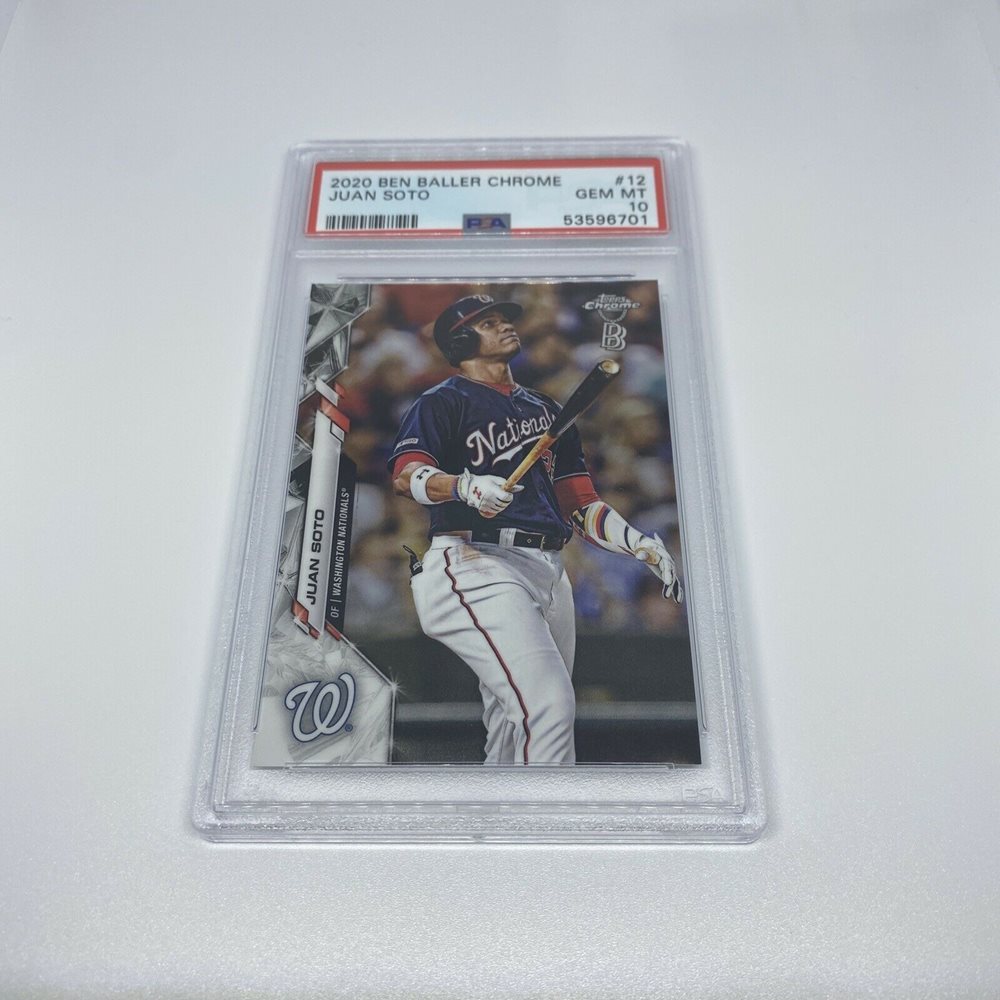 2020 BEN BALLER CHROME #12
JUAN SOTO GEM MT
10
PSA 53596701
Topps
Chrome
B
Nationals
JUAN SOTO
OF | WASHINGTON NATIONALS®
W®
PSA